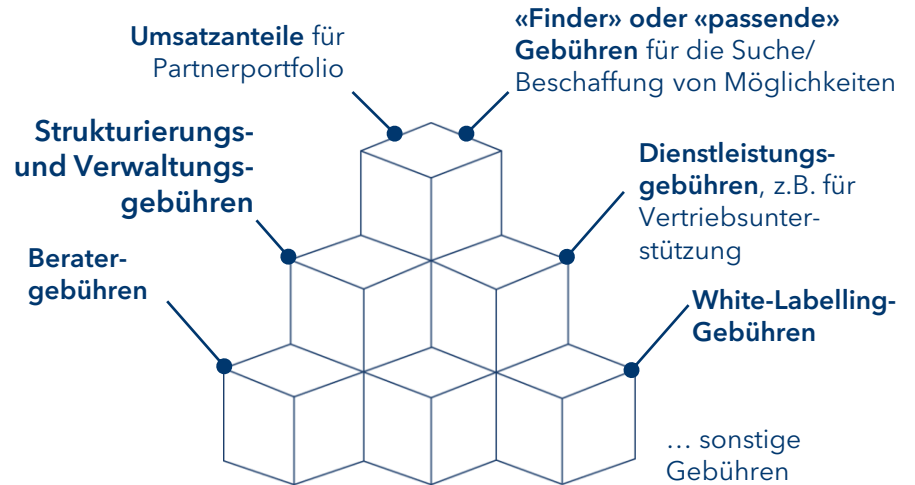 Umsatzanteile für
Partnerportfolio
«Finder» oder «passende»
Gebühren für die Suche/
Beschaffung von Möglichkeiten
Strukturierungs-
und Verwaltungs-
gebühren
Dienstleistungs-
gebühren, z.B. für
Vertriebsunter-
stützung
Berater-
gebühren
White-Labelling-
Gebühren
... sonstige
Gebühren